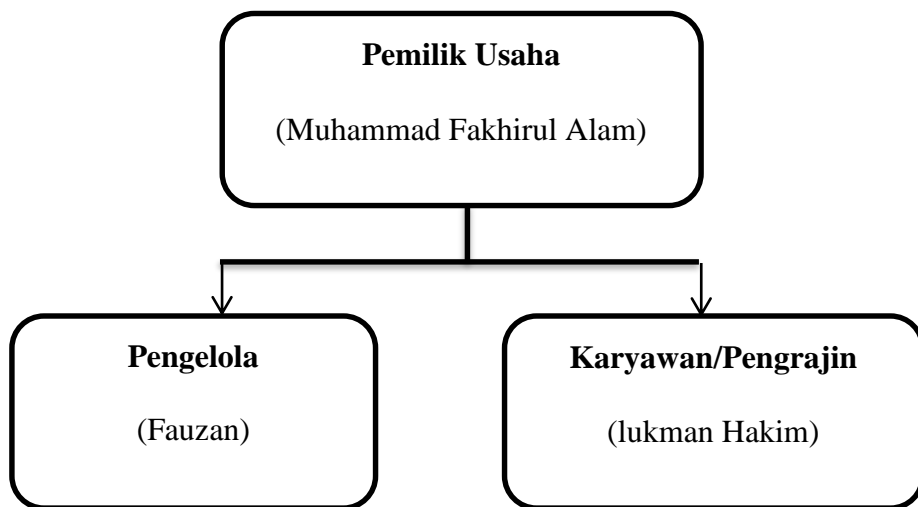 Pemilik Usaha
(Muhammad Fakhirul Alam)
Pengelola
(Fauzan)
Karyawan/Pengrajin
(lukman Hakim)